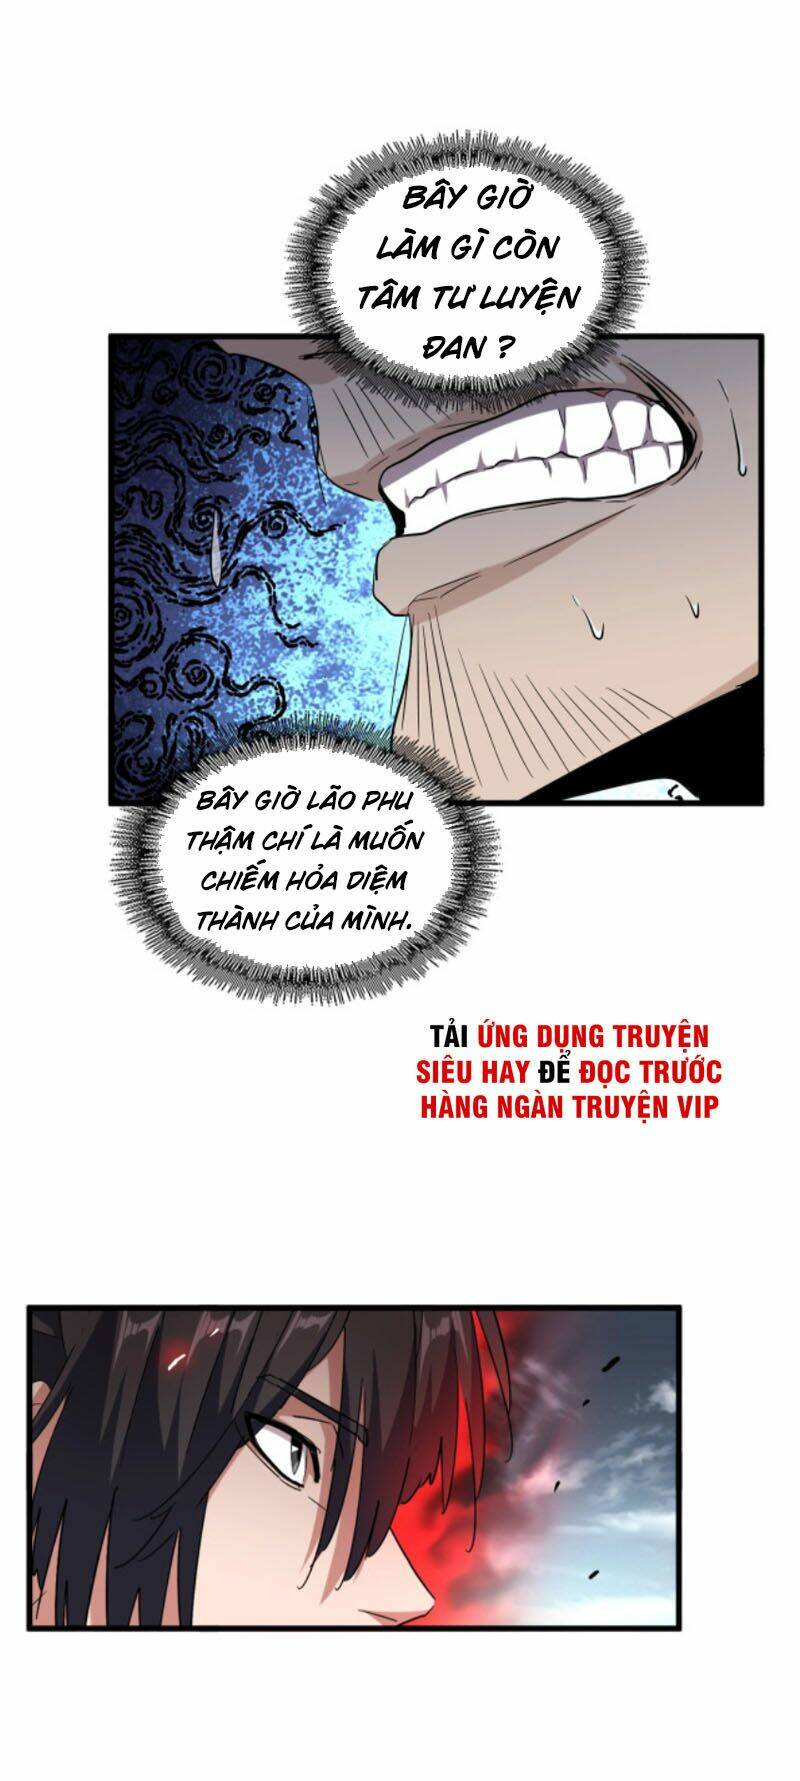 BÂY GIỜ
LÀM GÌ CÒN
TÂM TƯ LUYỆN
ĐAN ?
BÂY GIỜ LÃO PHU
THẬM CHÍ LÀ MUỐN
CHIẾM HỎA DIỆM
THÀNH CỦA MÌNH.
TẢI ỨNG DỤNG TRUYỆN
SIÊU HAY ĐỂ ĐỌC TRƯỚC
HÀNG NGÀN TRUYỆN VIP